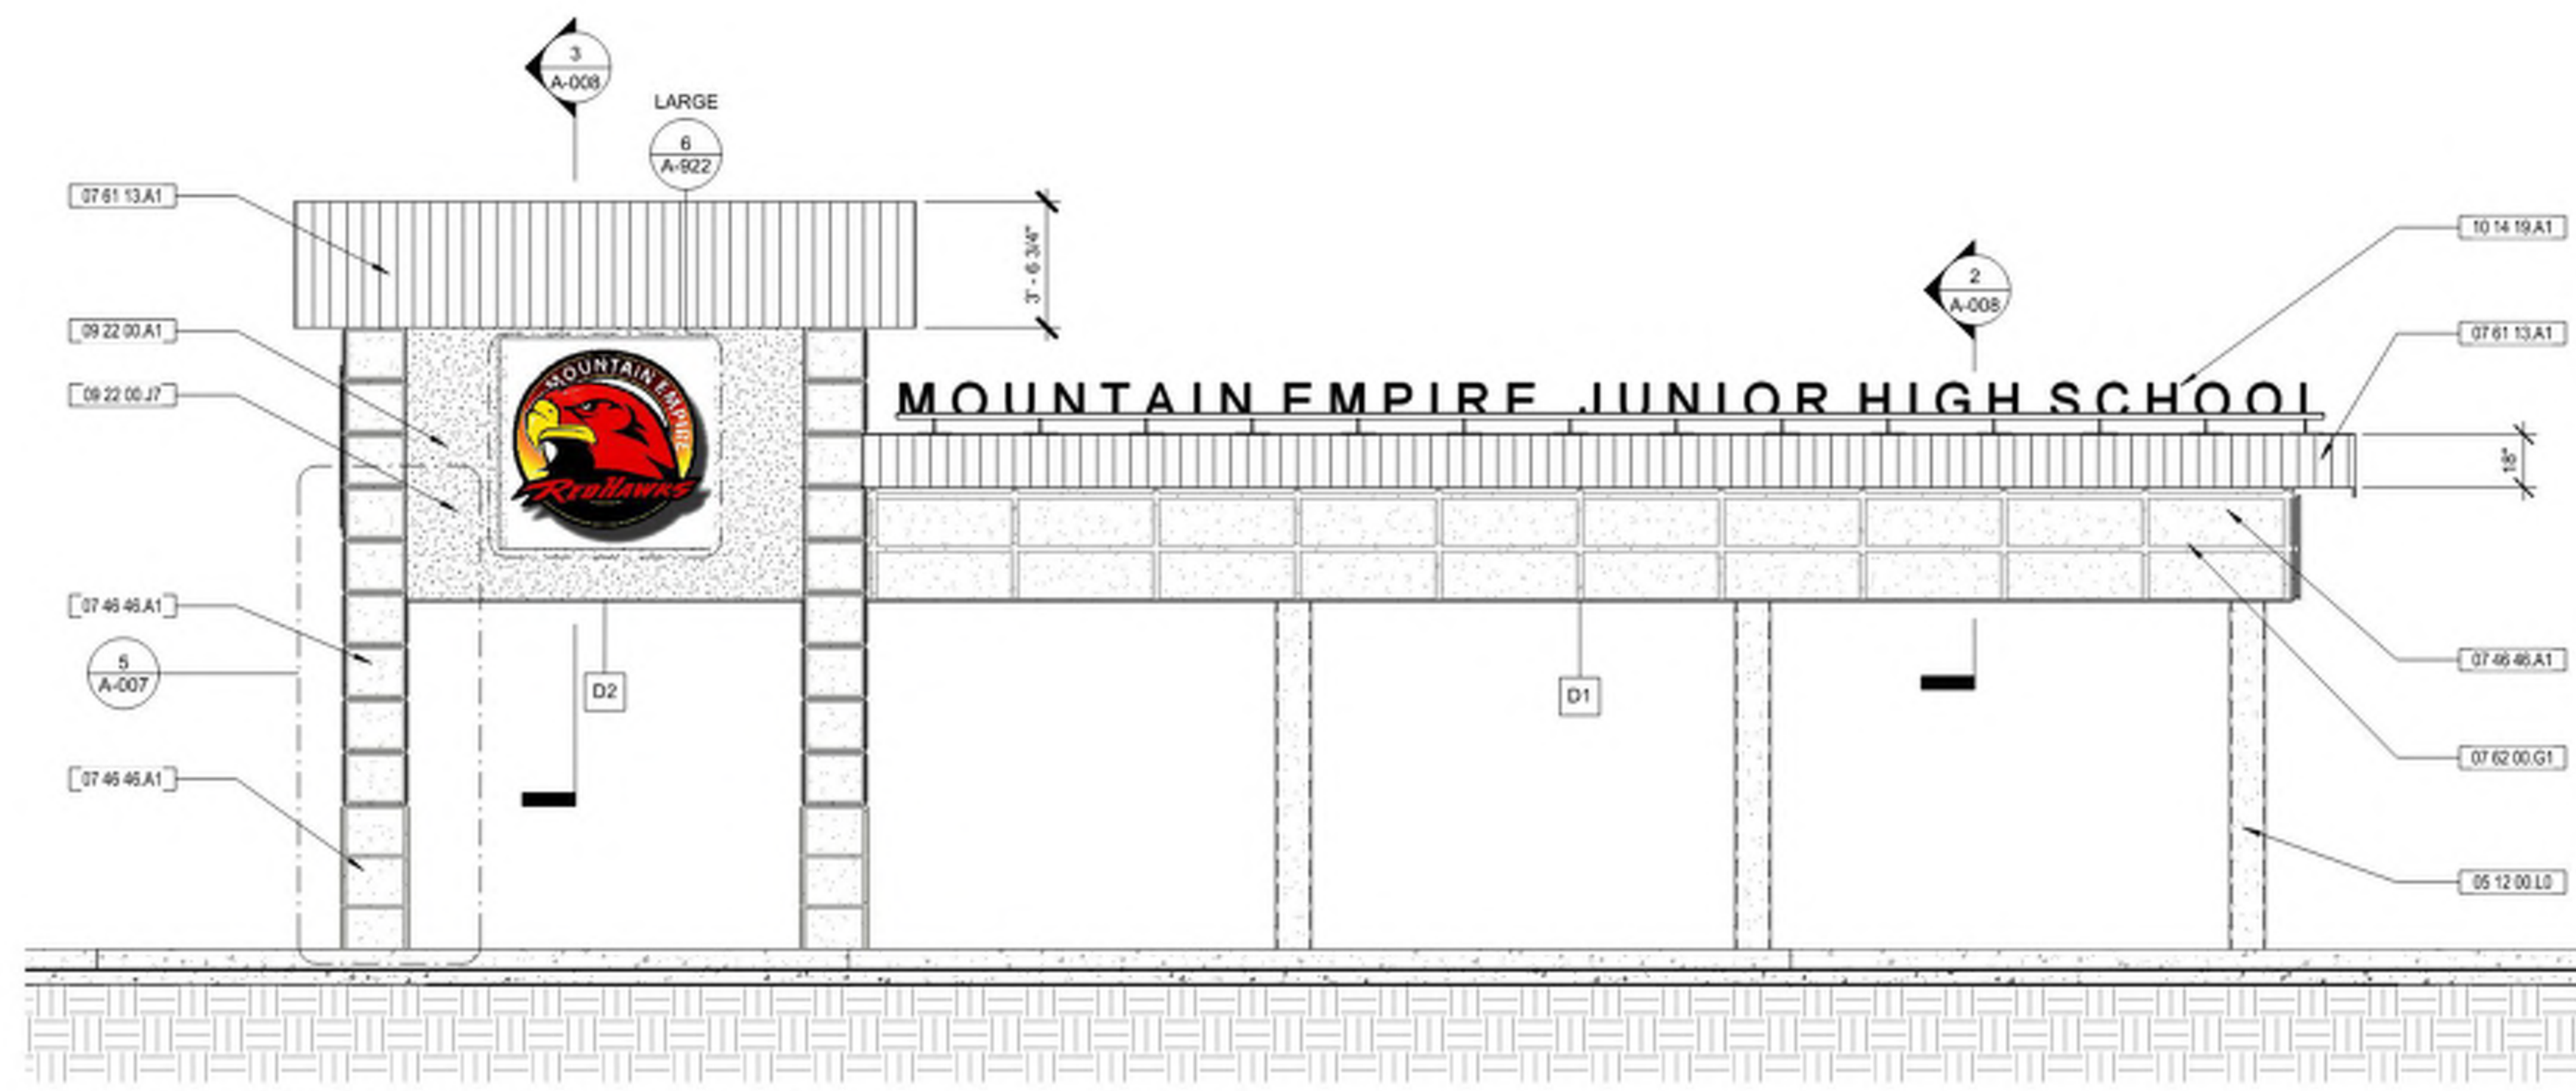 3
A-008
LARGE
6
A-922
07 61 13.A1
3' - 6 3/4"
10 14 19.A1
2
A-008
09 22 00.A1
07 61 13.A1
MOUNTAIN EMPIRE
REDHAWKS
09 22 00.J7
MOUNTAIN EMPIRE JUNIOR HIGH SCHOOL
18"
07 46 46.A1
5
A-007
D2
D1
07 46 46.A1
07 62 00.G1
07 46 46.A1
05 12 00.L0